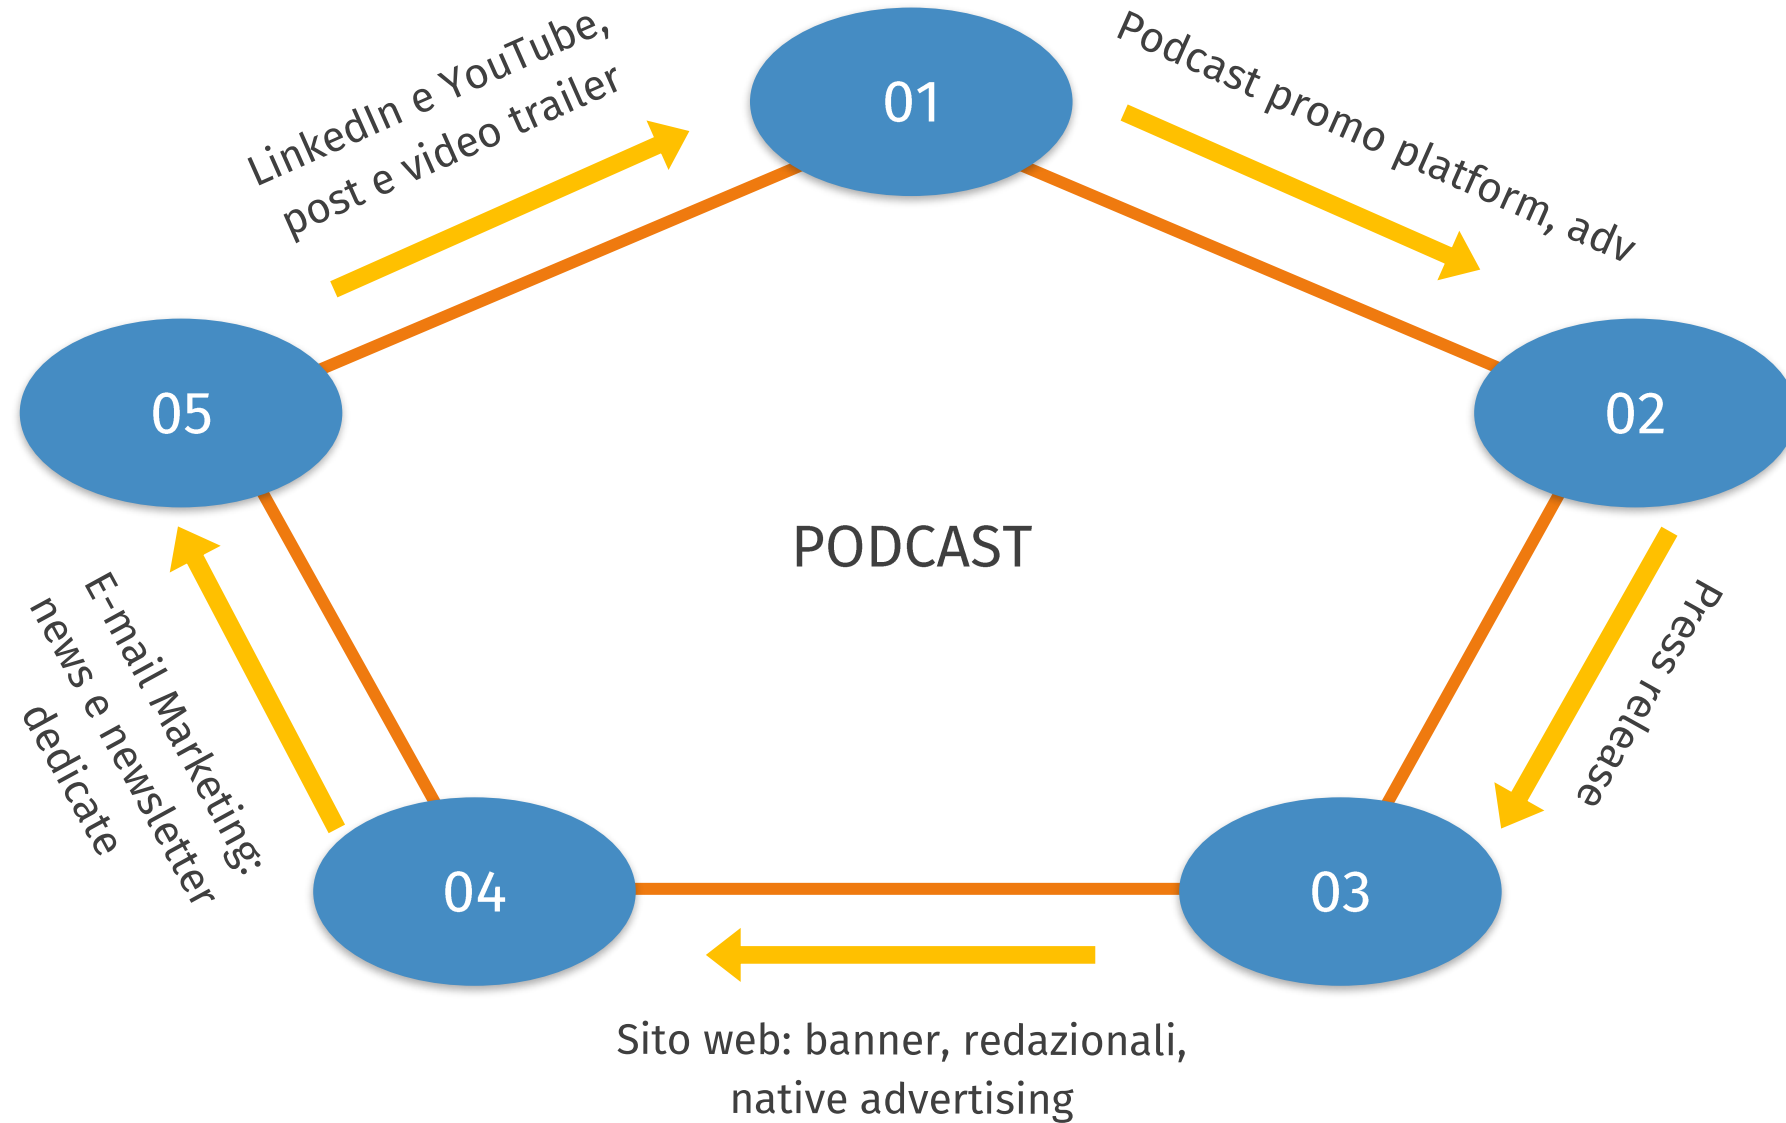 01
Podcast promo platform, adv
02
Press release
03
Sito web: banner, redazionali,
native advertising
04
E-mail Marketing:
news e newsletter
dedicate
05
LinkedIn e YouTube,
post e video trailer
PODCAST